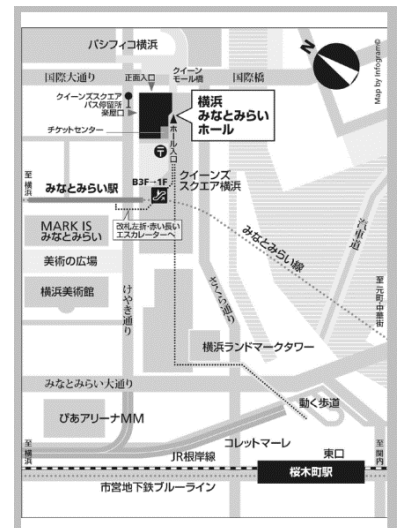 パシフィコ横浜
国際大通り
正面入口
クイーン
モール橋
国際橋
N
Map by Infogram©
クイーンズスクエア
バス停留所
楽屋口
チケットセンター
横浜
みなとみらい
ホール
ホール入口
至横浜
みなとみらい駅
B3F→1F
クイーンズ
スクエア横浜
MARK IS
みなとみらい
改札左折・赤い長い
エスカレーターへ
みなとみらい線
汽車道
美術の広場
横浜美術館
けやき通り
さくら通り
至元町・中華街
横浜ランドマークタワー
みなとみらい大通り
動く歩道
ぴあアリーナMM
コレットマーレ
至横浜
JR根岸線
東口
至関内
桜木町駅
市営地下鉄ブルーライン